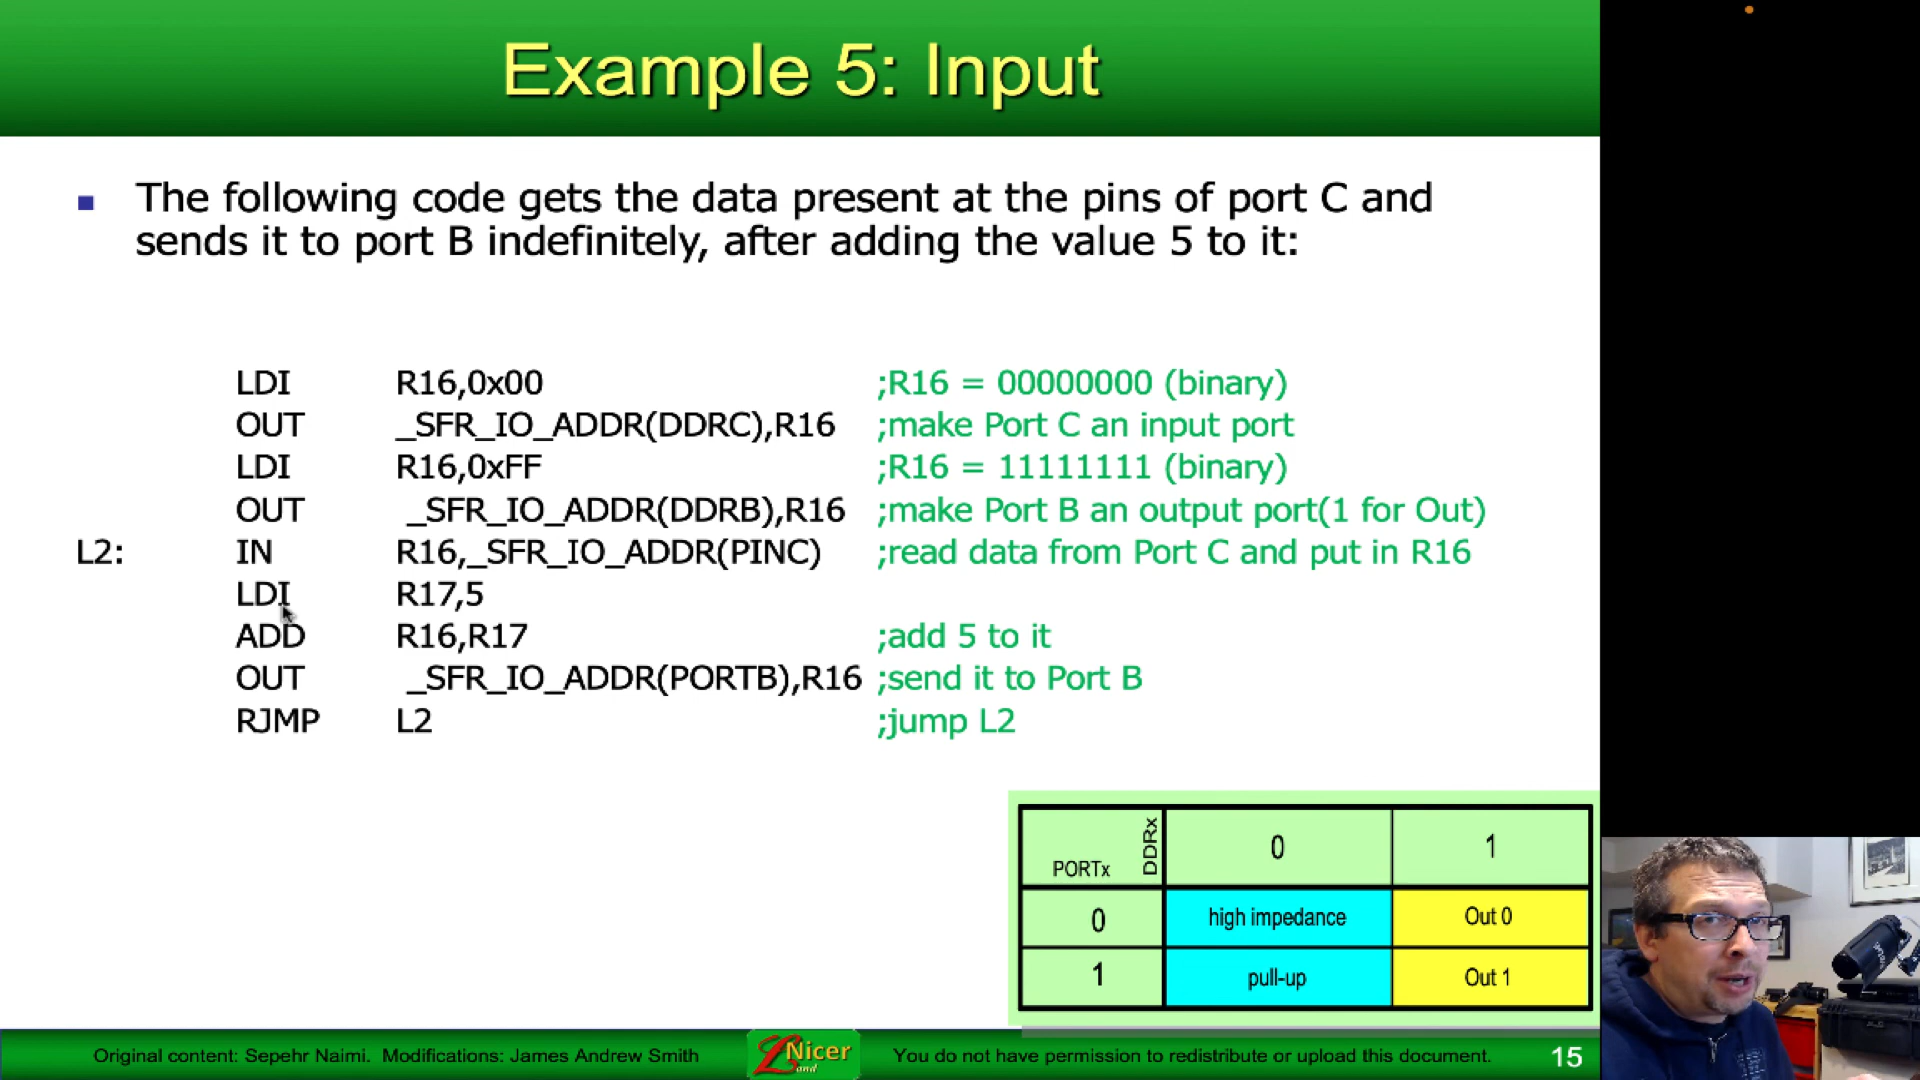 Example 5: Input
The following code gets the data present at the pins of port C and
sends it to port B indefinitely, after adding the value 5 to it:
LDI R16,0x00 ;R16 = 00000000 (binary)
OUT _SFR_IO_ADDR(DDRC),R16 ;make Port C an input port
LDI R16,0xFF ;R16 = 11111111 (binary)
OUT _SFR_IO_ADDR(DDRB),R16 ;make Port B an output port(1 for Out)
L2: IN R16,_SFR_IO_ADDR(PINC) ;read data from Port C and put in R16
LDI R17,5
ADD R16,R17 ;add 5 to it
OUT _SFR_IO_ADDR(PORTB),R16 ;send it to Port B
RJMP L2 ;jump L2
PORTx DDRx 0 1
0 high impedance Out 0
1 pull-up Out 1
Original content: Sepehr Naimi. Modifications: James Andrew Smith
Nicer
Land
You do not have permission to redistribute or upload this document.
15